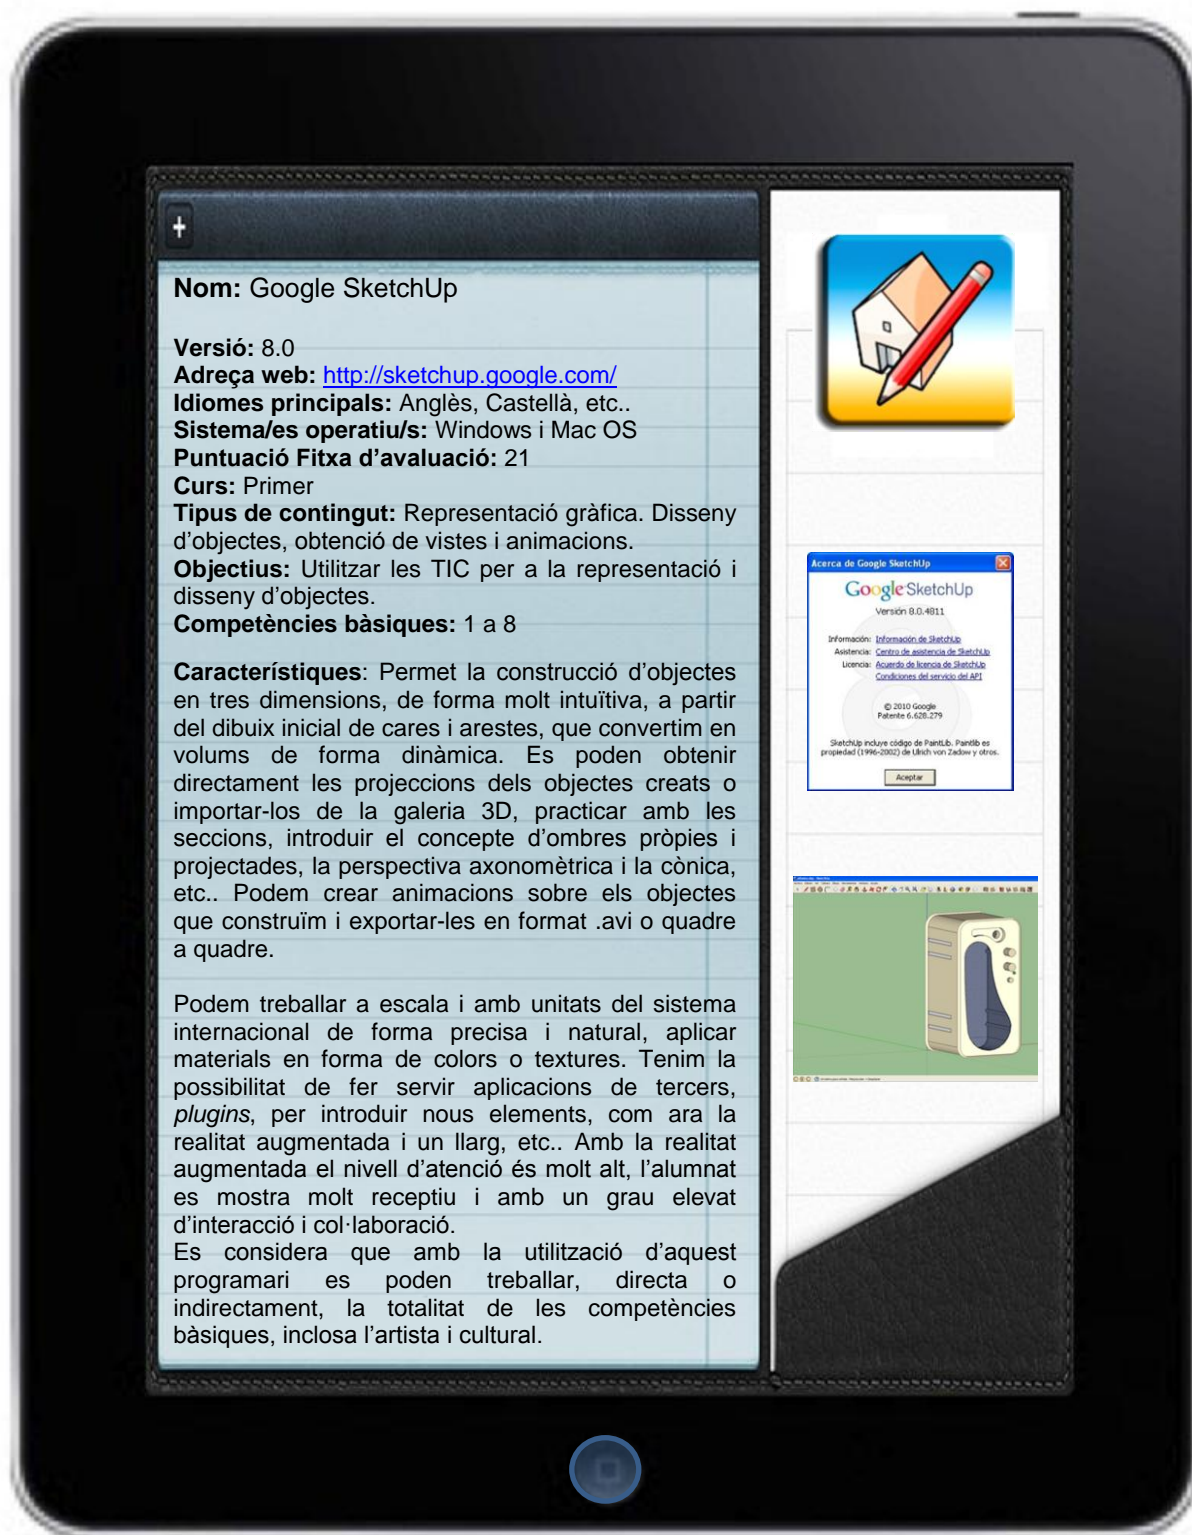 Nom: Google SketchUp
Versió: 8.0
Adreça web: http://sketchup.google.com/
Idiomes principals: Anglès, Castellà, etc..
Sistema/es operatiu/s: Windows i Mac OS
Puntuació Fitxa d’avaluació: 21
Curs: Primer
Tipus de contingut: Representació gràfica. Disseny
d’objectes, obtenció de vistes i animacions.
Objectius: Utilitzar les TIC per a la representació i
disseny d’objectes.
Competències bàsiques: 1 a 8
Característiques: Permet la construcció d’objectes
en tres dimensions, de forma molt intuïtiva, a partir
del dibuix inicial de cares i arestes, que convertim en
volums de forma dinàmica. Es poden obtenir
directament les projeccions dels objectes creats o
importar-los de la galeria 3D, practicar amb les
seccions, introduir el concepte d’ombres pròpies i
projectades, la perspectiva axonomètrica i la cònica,
etc.. Podem crear animacions sobre els objectes
que construïm i exportar-les en format .avi o quadre
a quadre.
Podem treballar a escala i amb unitats del sistema
internacional de forma precisa i natural, aplicar
materials en forma de colors o textures. Tenim la
possibilitat de fer servir aplicacions de tercers,
plugins, per introduir nous elements, com ara la
realitat augmentada i un llarg, etc.. Amb la realitat
augmentada el nivell d’atenció és molt alt, l’alumnat
es mostra molt receptiu i amb un grau elevat
d’interacció i col·laboració.
Es considera que amb la utilització d’aquest
programari es poden treballar, directa o
indirectament, la totalitat de les competències
bàsiques, inclosa l’artista i cultural.
Acerca de Google SketchUp
Google SketchUp
Versión 8.0.4811
Información: Información de SketchUp
Asistencia: Centro de asistencia de SketchUp
Licencia: Acuerdo de licencia de SketchUp
Condiciones del servicio del API
© 2010 Google
Patente 6.628.279
SketchUp incluye código de PaintLib. Paintlib es
propiedad (1996-2002) de Ulrich von Zadow y otros.
Aceptar